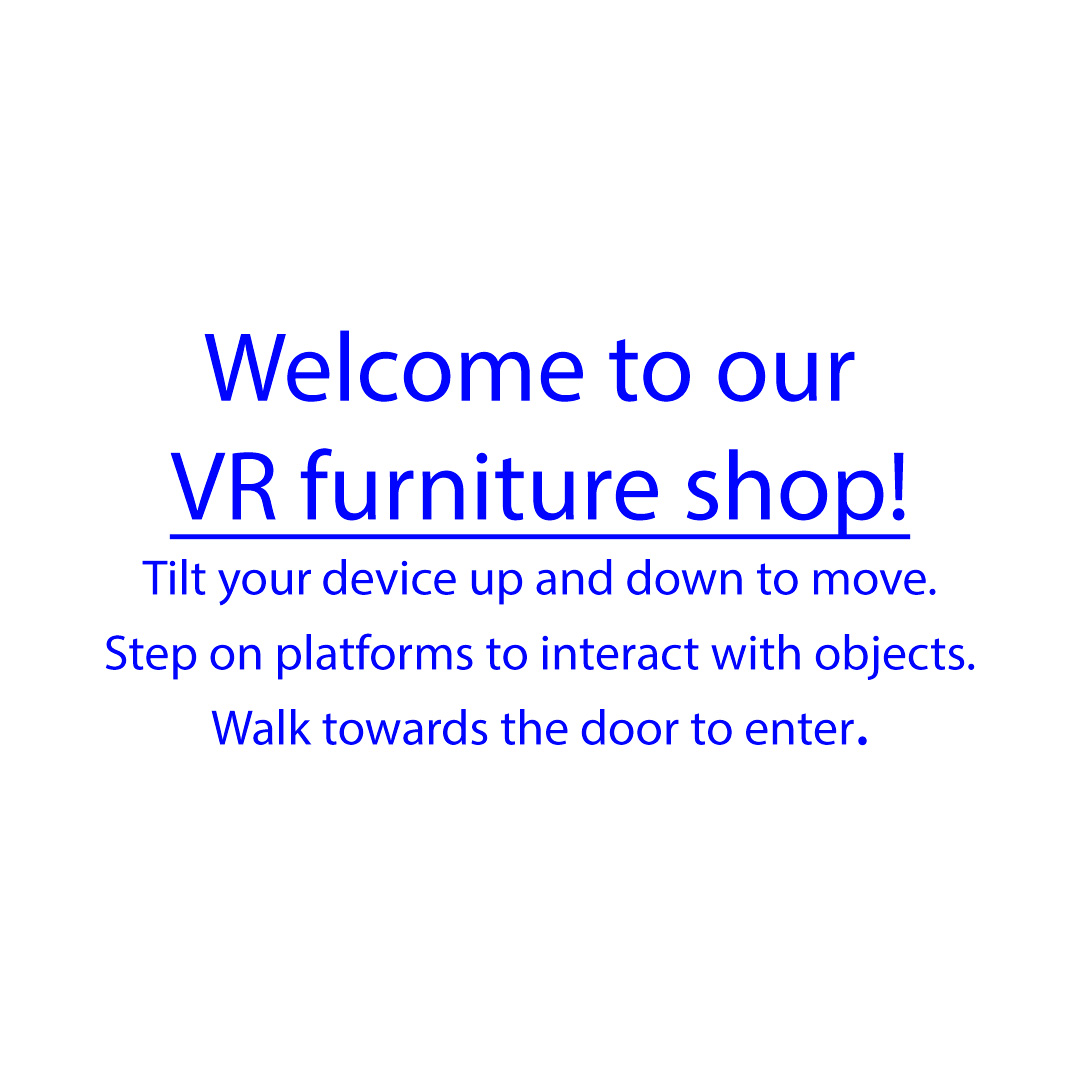 Welcome to our
VR furniture shop!
Tilt your device up and down to move.
Step on platforms to interact with objects.
Walk towards the door to enter.